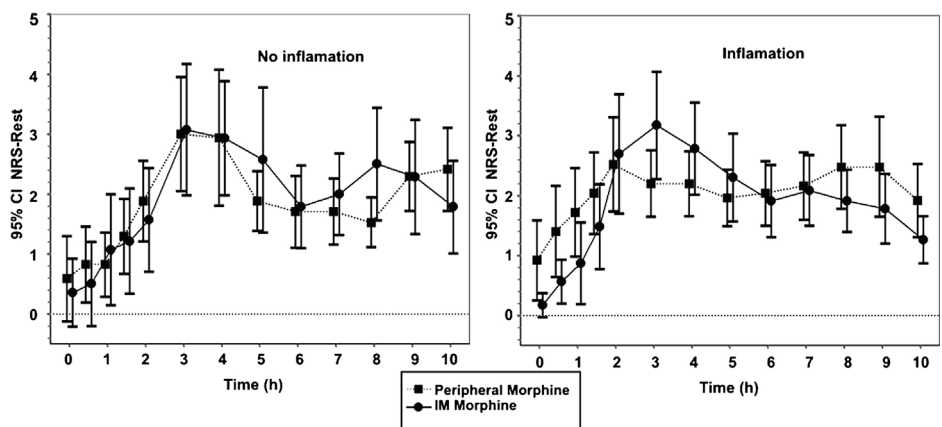 No inflamation
95% CI NRS-Rest
5
4
3
2
1
0
0 1 2 3 4 5 6 7 8 9 10
Time (h)
Inflamation
95% CI NRS-Rest
5
4
3
2
1
0
0 1 2 3 4 5 6 7 8 9 10
Time (h)
Peripheral Morphine
IM Morphine